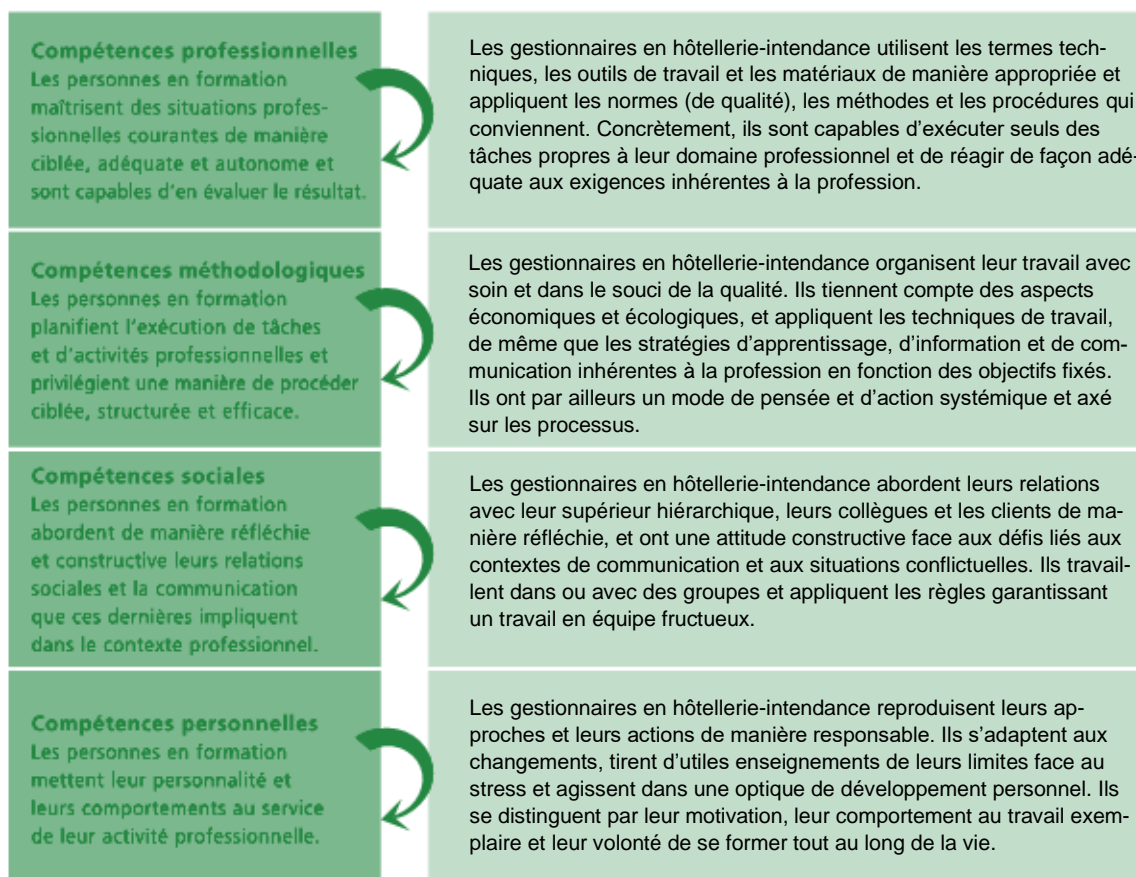 Compétences professionnelles
Les personnes en formation
maîtrisent des situations profes-
sionnelles courantes de manière
ciblée, adéquate et autonome et
sont capables d'en évaluer le résultat.
Les gestionnaires en hôtellerie-intendance utilisent les termes tech-
niques, les outils de travail et les matériaux de manière appropriée et
appliquent les normes (de qualité), les méthodes et les procédures qui
conviennent. Concrètement, ils sont capables d'exécuter seuls des
tâches propres à leur domaine professionnel et de réagir de façon adé-
quate aux exigences inhérentes à la profession.
Compétences méthodologiques
Les personnes en formation
planifient l'exécution de tâches
et d'activités professionnelles et
privilégient une manière de procéder
ciblée, structurée et efficace.
Les gestionnaires en hôtellerie-intendance organisent leur travail avec
soin et dans le souci de la qualité. Ils tiennent compte des aspects
économiques et écologiques, et appliquent les techniques de travail,
de même que les stratégies d'apprentissage, d'information et de com-
munication inhérentes à la profession en fonction des objectifs fixés.
Ils ont par ailleurs un mode de pensée et d'action systémique et axé
sur les processus.
Compétences sociales
Les personnes en formation
abordent de manière réfléchie
et constructive leurs relations
sociales et la communication
que ces dernières impliquent
dans le contexte professionnel.
Les gestionnaires en hôtellerie-intendance abordent leurs relations
avec leur supérieur hiérarchique, leurs collègues et les clients de ma-
nière réfléchie, et ont une attitude constructive face aux défis liés aux
contextes de communication et aux situations conflictuelles. Ils travail-
lent dans ou avec des groupes et appliquent les règles garantissant
un travail en équipe fructueux.
Compétences personnelles
Les personnes en formation
mettent leur personnalité et
leurs comportements au service
de leur activité professionnelle.
Les gestionnaires en hôtellerie-intendance reproduisent leurs ap-
proches et leurs actions de manière responsable. Ils s'adaptent aux
changements, tirent d'utiles enseignements de leurs limites face au
stress et agissent dans une optique de développement personnel. Ils
se distinguent par leur motivation, leur comportement au travail exem-
plaire et leur volonté de se former tout au long de la vie.